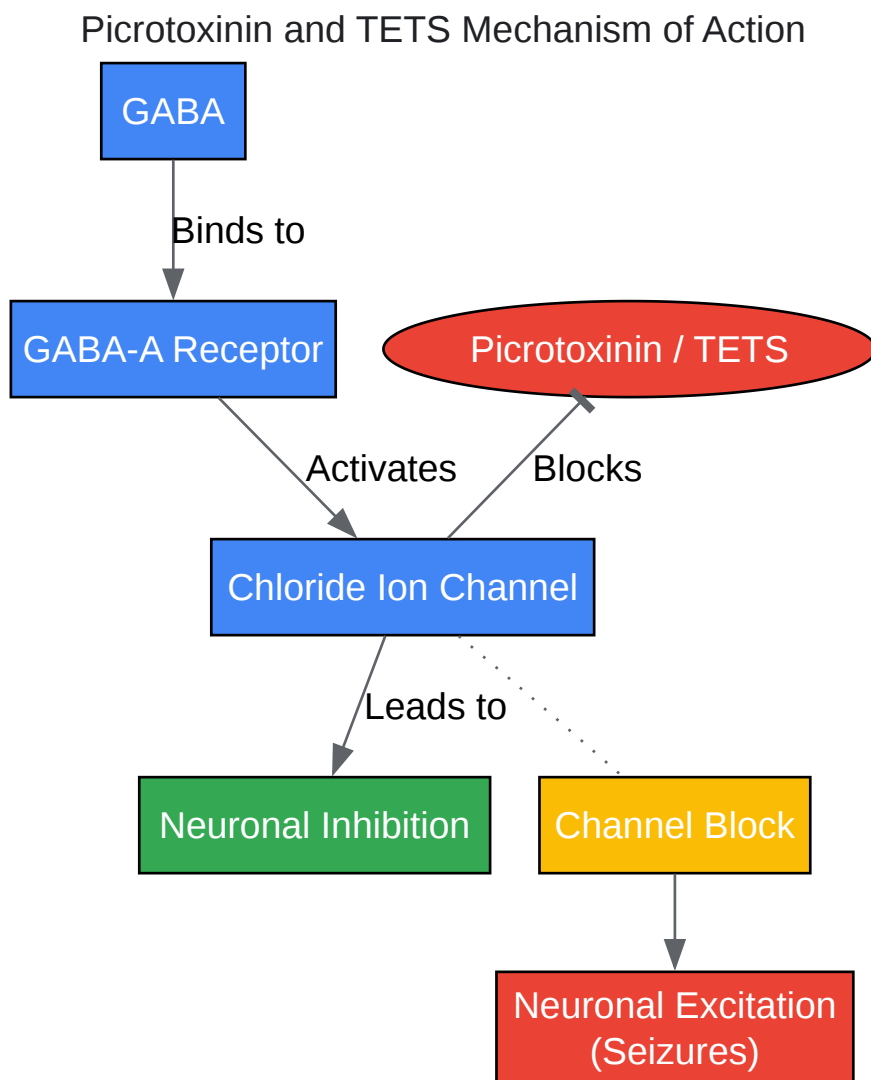 Picrotoxinin and TETS Mechanism of Action
GABA
Binds to
GABA-A Receptor
Picrotoxinin / TETS
Activates
Blocks
Chloride Ion Channel
Leads to
Neuronal Inhibition
Channel Block
Neuronal Excitation
(Seizures)